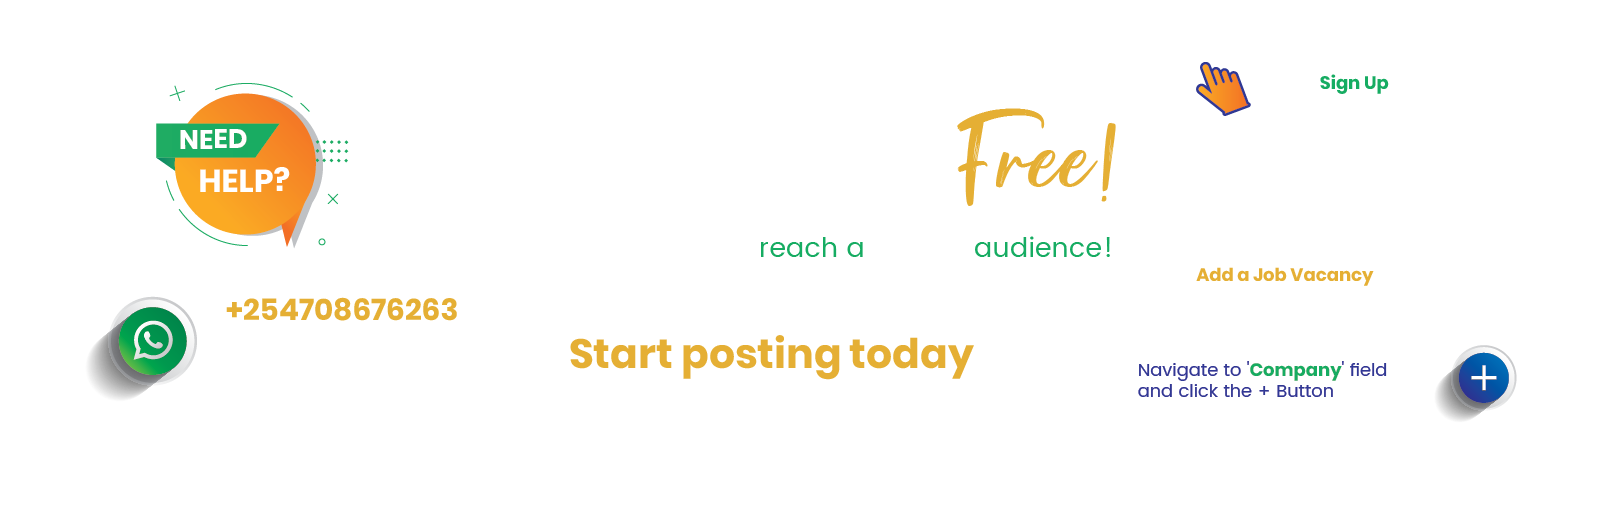 NEED
HELP?
+254708676263
Free!
reach a audience!
Start posting today
Sign Up
Add a Job Vacancy
Navigate to 'Company' field
and click the + Button